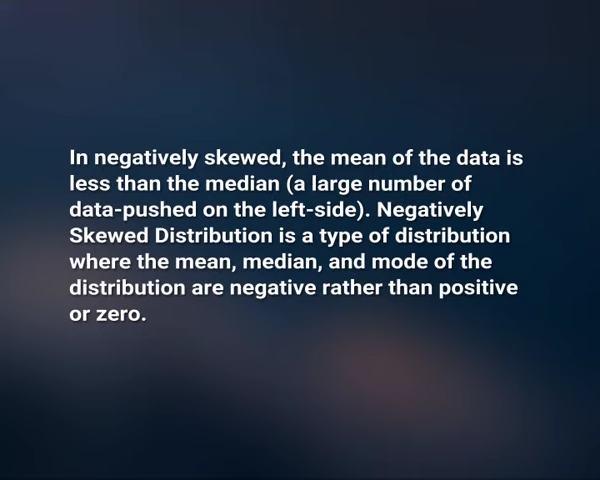 In negatively skewed, the mean of the data is
less than the median (a large number of
data-pushed on the left-side). Negatively
Skewed Distribution is a type of distribution
where the mean, median, and mode of the
distribution are negative rather than positive
or zero.